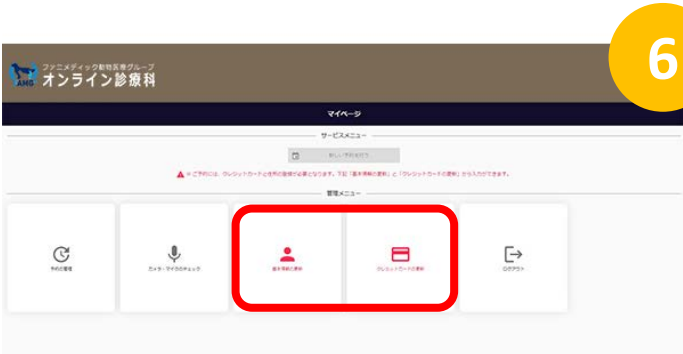 6
ファニメディック動物医療グループ
AMG
オンライン診療科
マイページ
サービスメニュー
新しい予約を行う
※ご予約には、クレジットカードと住所の登録が必要となります。下記「基本情報の更新」と「クレジットカードの更新」から入力ができます。
管理メニュー
予約の管理
カメラ・マイクのチェック
基本情報の更新
クレジットカードの更新
ログアウト